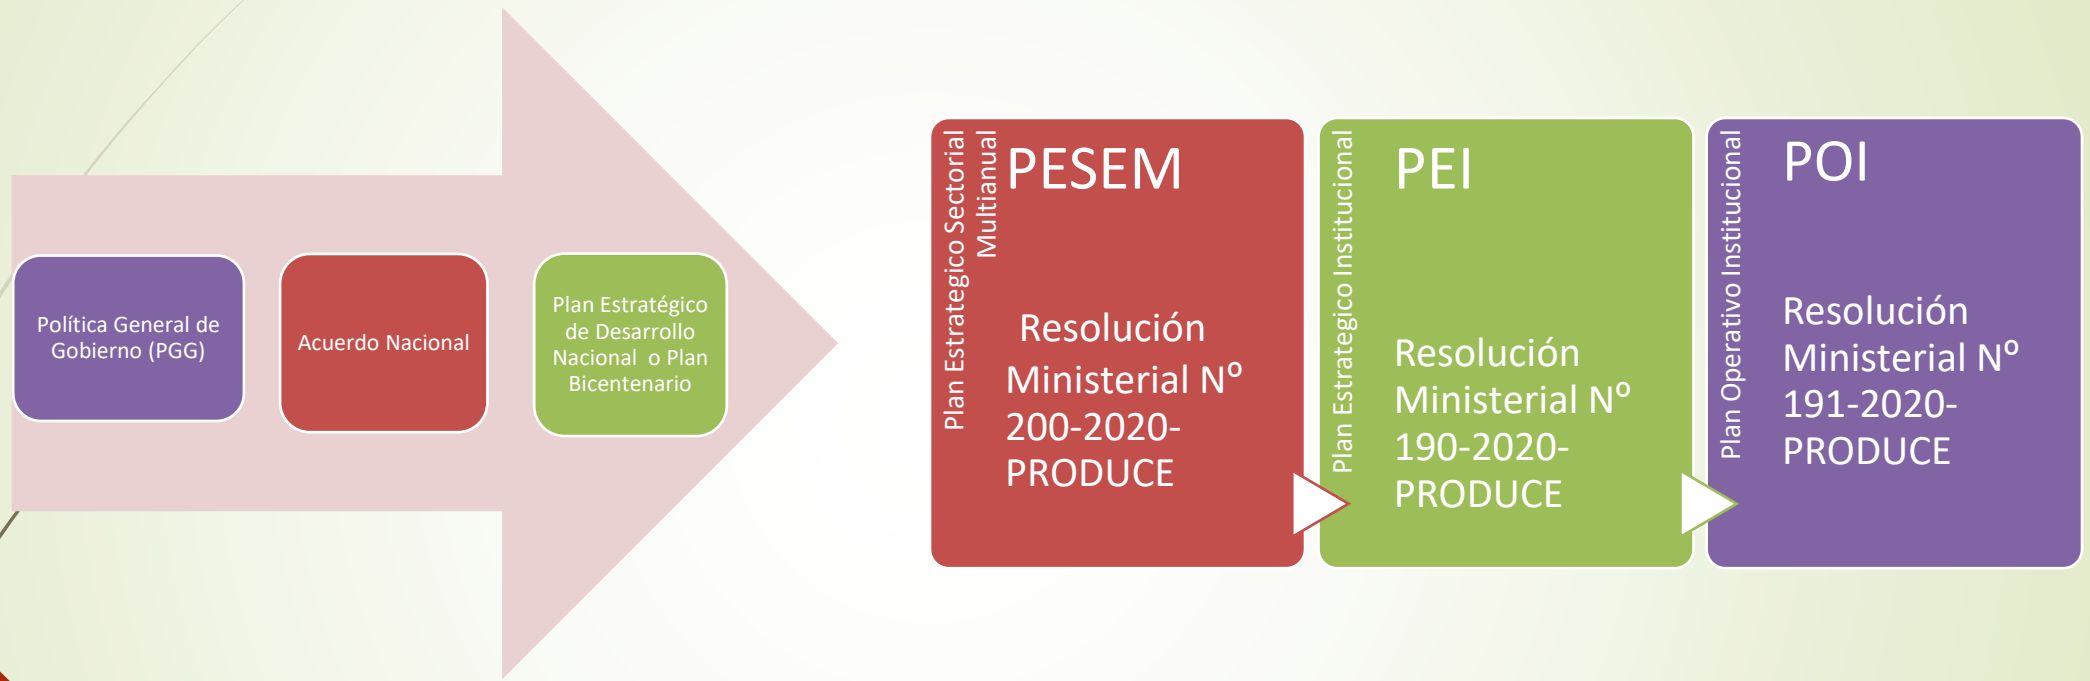 Política General de
Gobierno (PGG)
Acuerdo Nacional
Plan Estratégico
de Desarrollo
Nacional o Plan
Bicentenario
Plan Estrategico Sectorial
Multianual
PESEM
Resolución
Ministerial Nº
200-2020-
PRODUCE
Plan Estrategico Institucional
PEI
Resolución
Ministerial Nº
190-2020-
PRODUCE
Plan Operativo Institucional
POI
Resolución
Ministerial Nº
191-2020-
PRODUCE